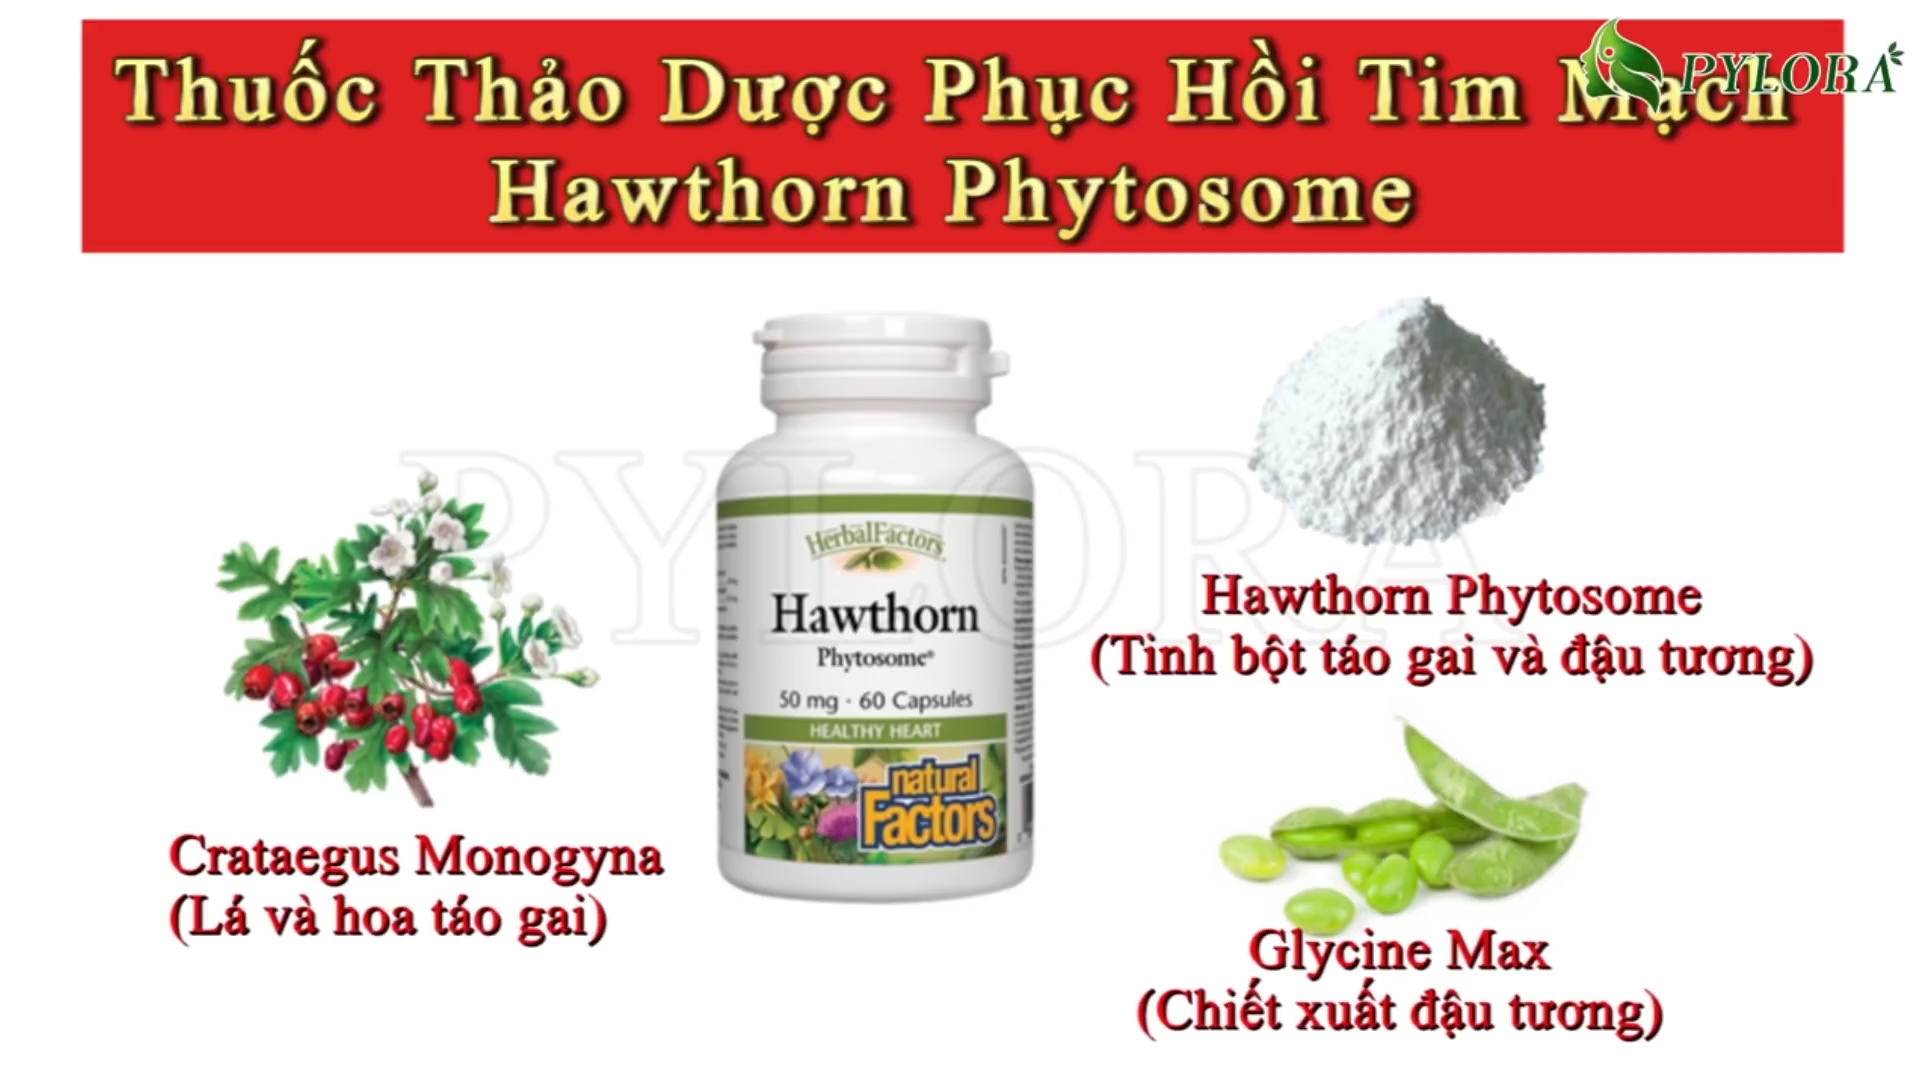 Thuốc Thảo Dược Phục Hồi Tim Mạch
PYLORA
Hawthorn Phytosome
PYLORA
HerbalFactors
Hawthorn
Phytosome®
50 mg · 60 Capsules
HEALTHY HEART
natural
Factors
Crataegus Monogyna
(Lá và hoa táo gai)
Hawthorn Phytosome
(Tinh bột táo gai và đậu tương)
Glycine Max
(Chiết xuất đậu tương)